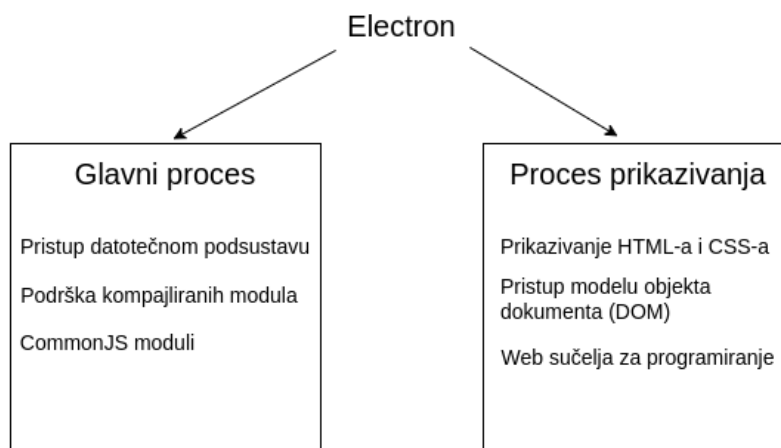 Electron
Glavni proces
Pristup datotečnom podsustavu
Podrška kompajliranih modula
CommonJS moduli
Proces prikazivanja
Prikazivanje HTML-a i CSS-a
Pristup modelu objekta
dokumenta (DOM)
Web sučelja za programiranje